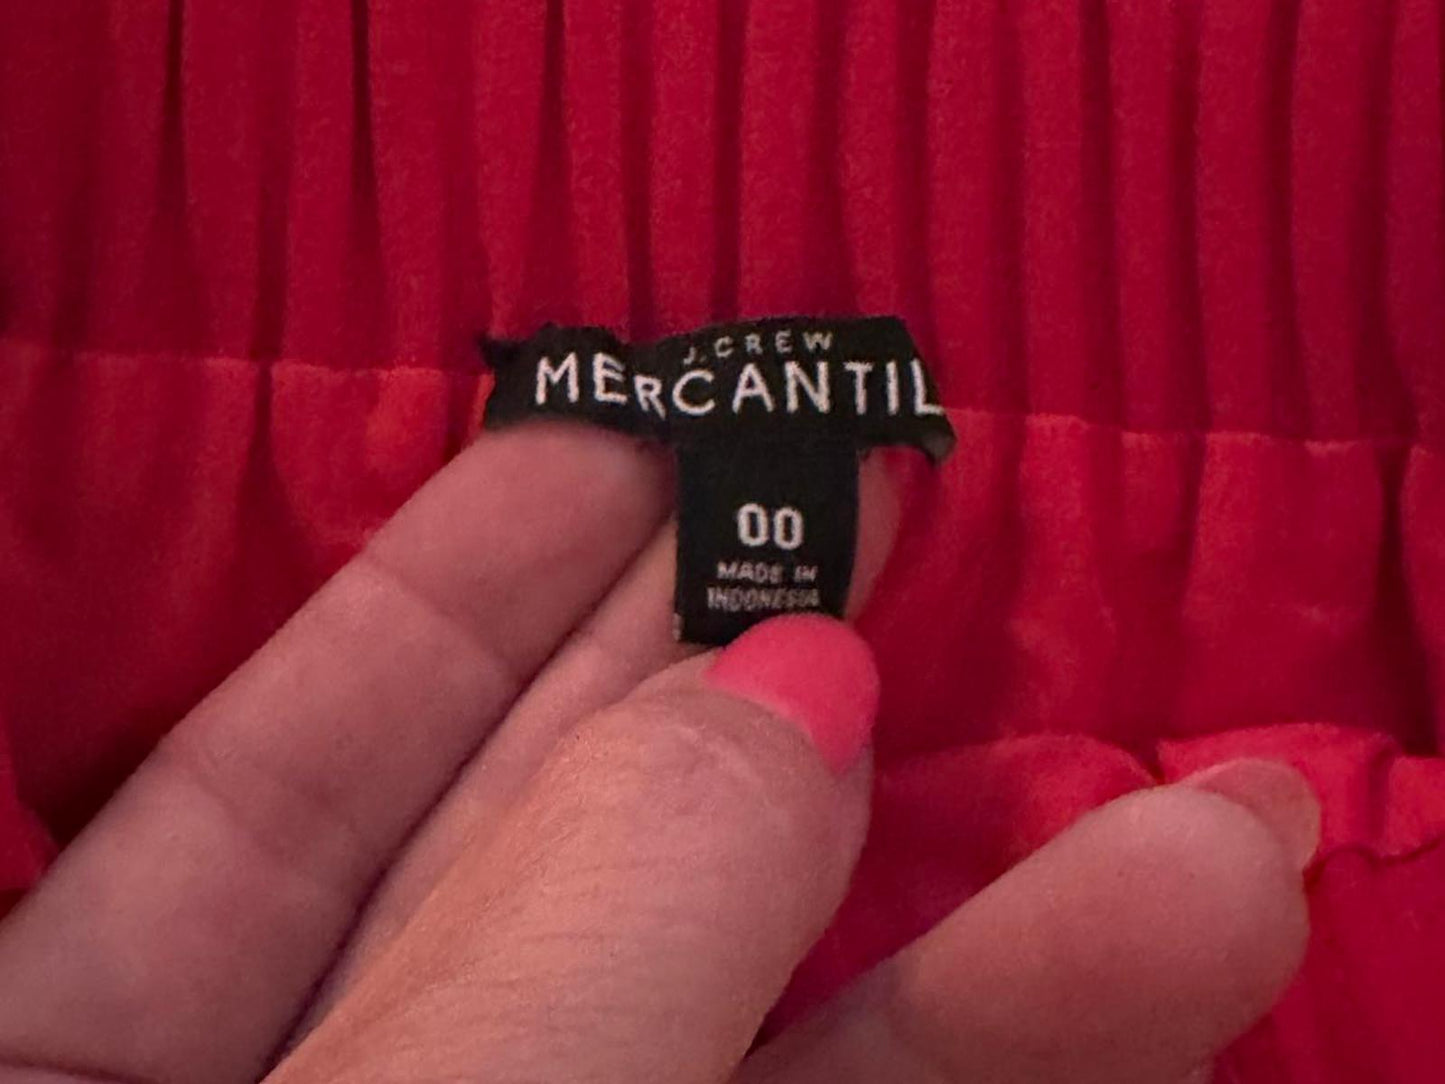 J.CREW
MERCANTIL
00
MADE IN
INDONESIA